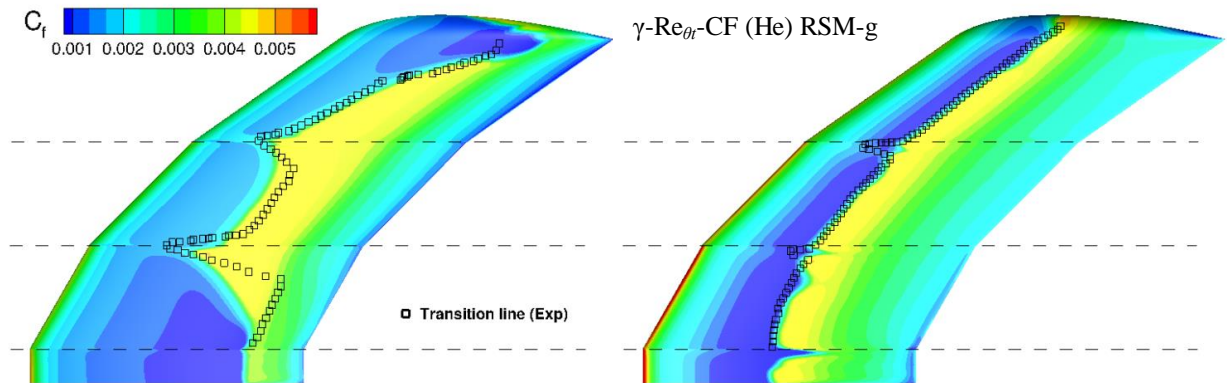 C_f
0.001 0.002 0.003 0.004 0.005
γ-Re_θt-CF (He) RSM-g
Transition line (Exp)